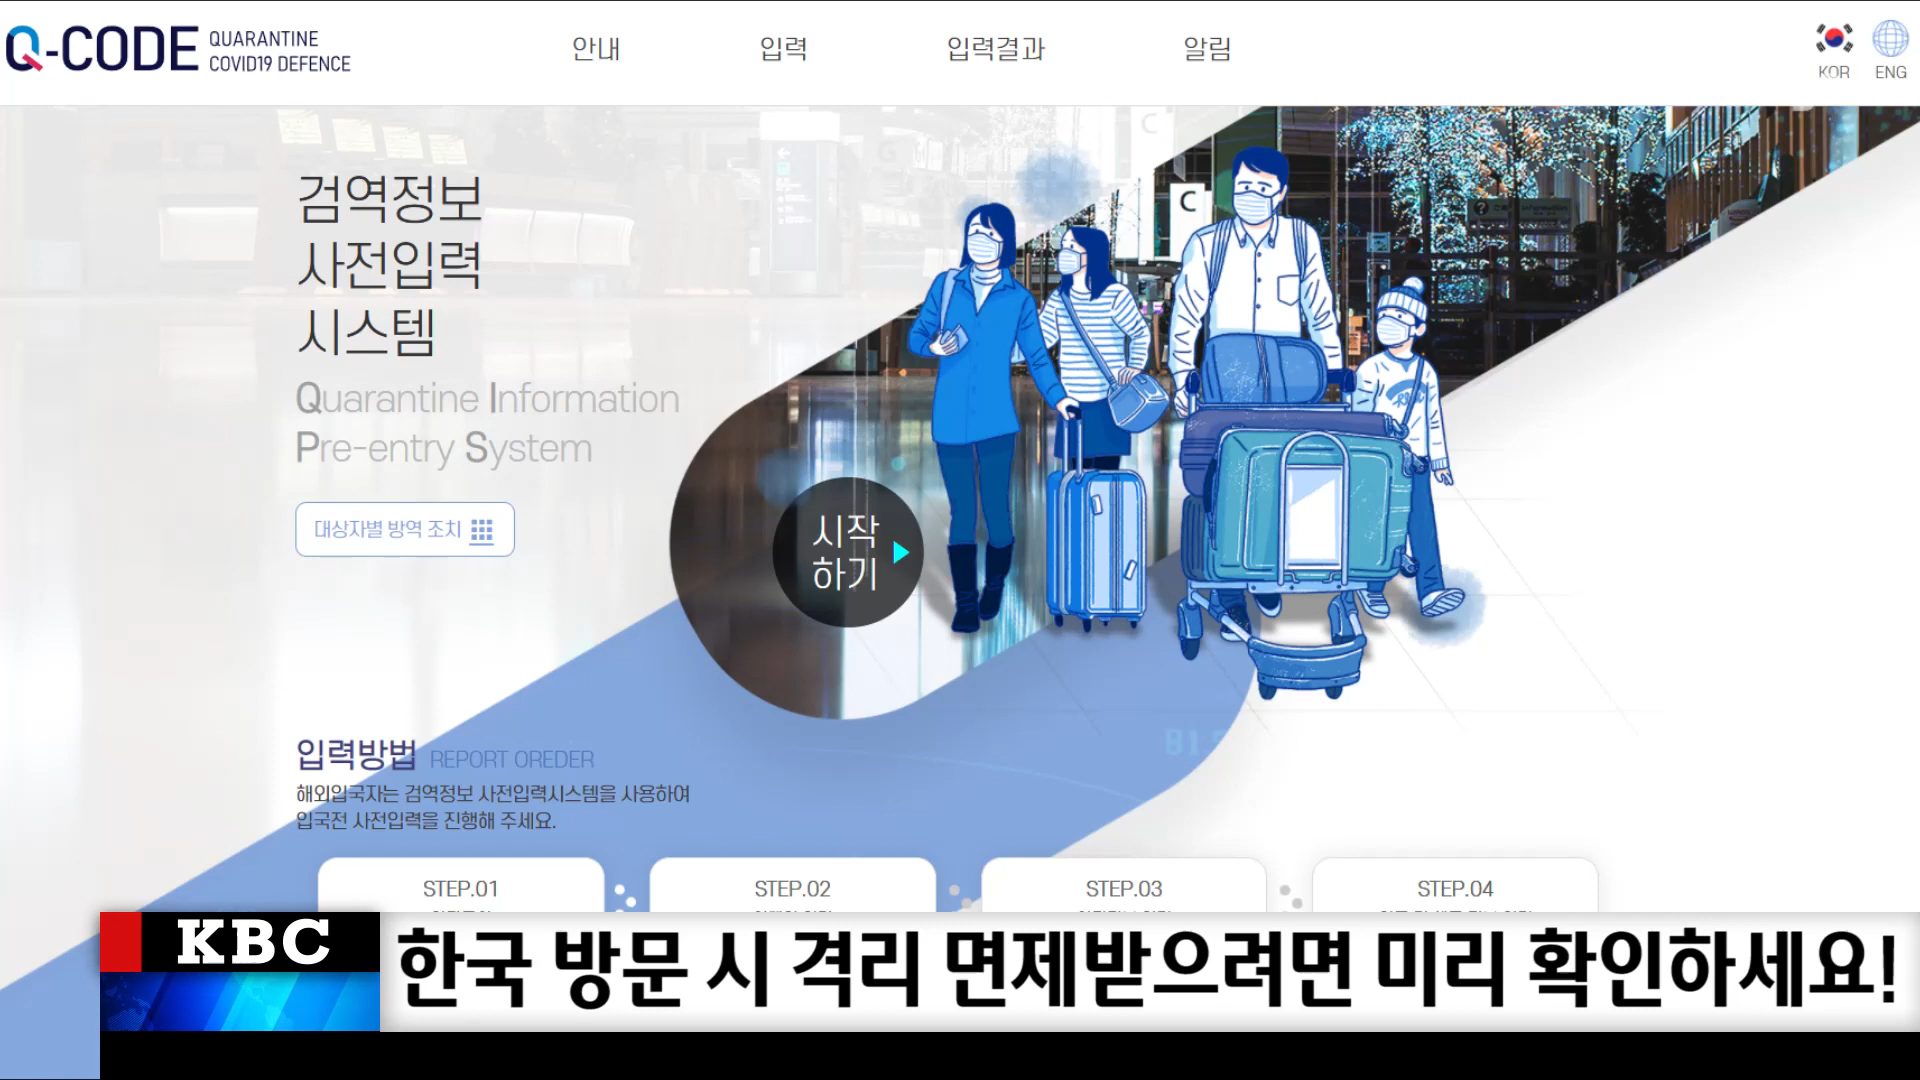 Q-CODE QUARANTINE COVID19 DEFENCE
안내 입력 입력결과 알림
KOR ENG
검역정보
사전입력
시스템
Quarantine Information
Pre-entry System
대상자별 방역 조치
시작
하기
C
C
입력방법 REPORT OREDER
해외입국자는 검역정보 사전입력시스템을 사용하여
입국전 사전입력을 진행해 주세요.
STEP.01 STEP.02 STEP.03 STEP.04
KBC
한국 방문 시 격리 면제받으려면 미리 확인하세요!